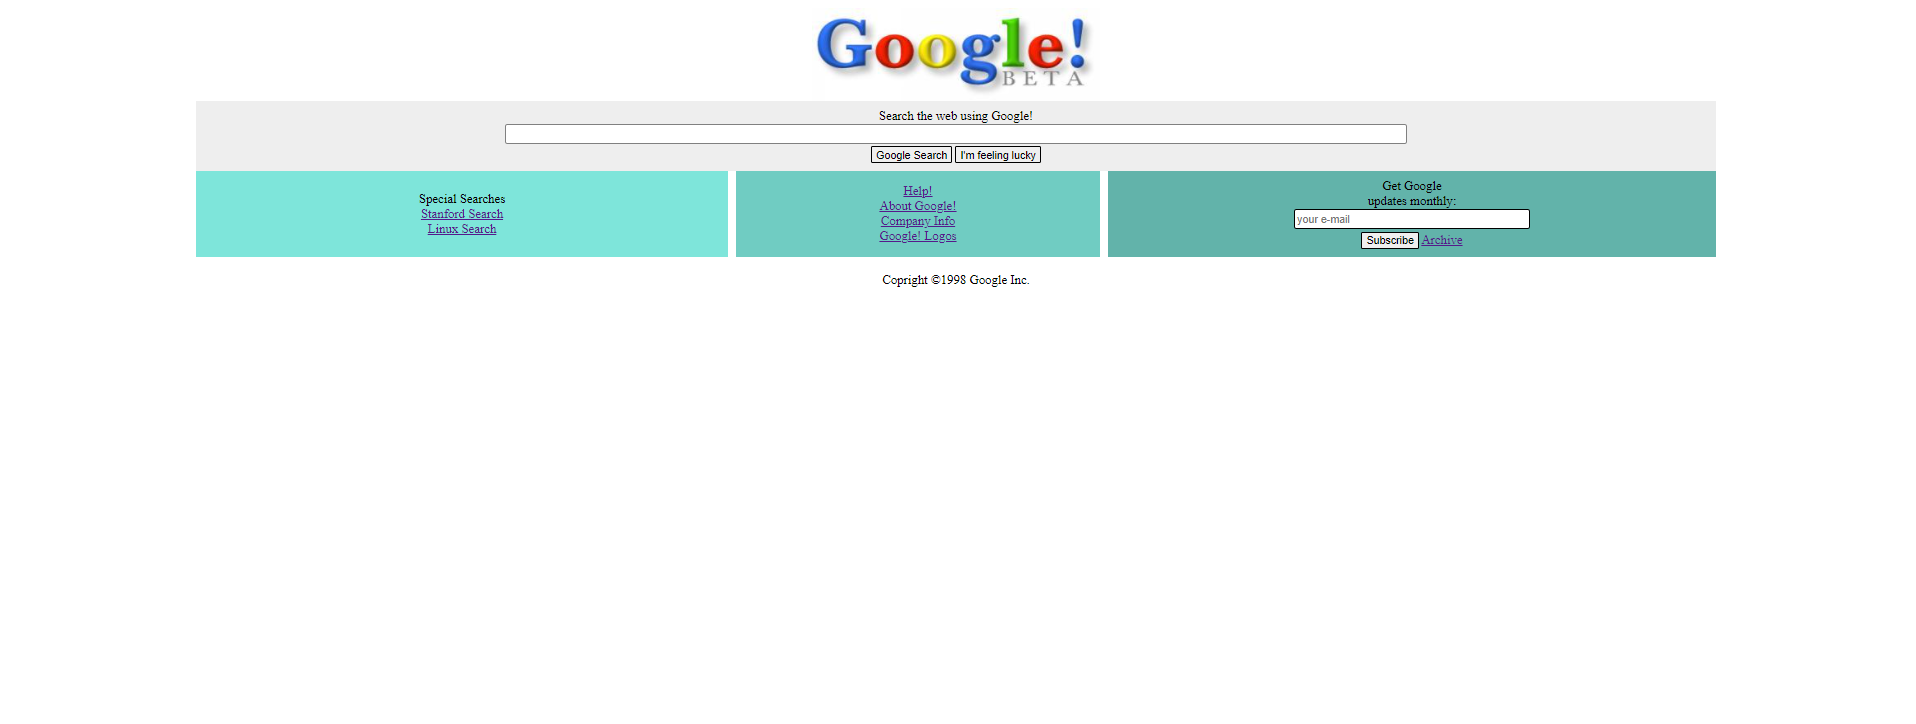 Google!
BETA
Search the web using Google!
Google Search I'm feeling lucky
Special Searches
Stanford Search
Linux Search
Help!
About Google!
Company Info
Google! Logos
Get Google
updates monthly:
your e-mail
Subscribe Archive
Copright ©1998 Google Inc.